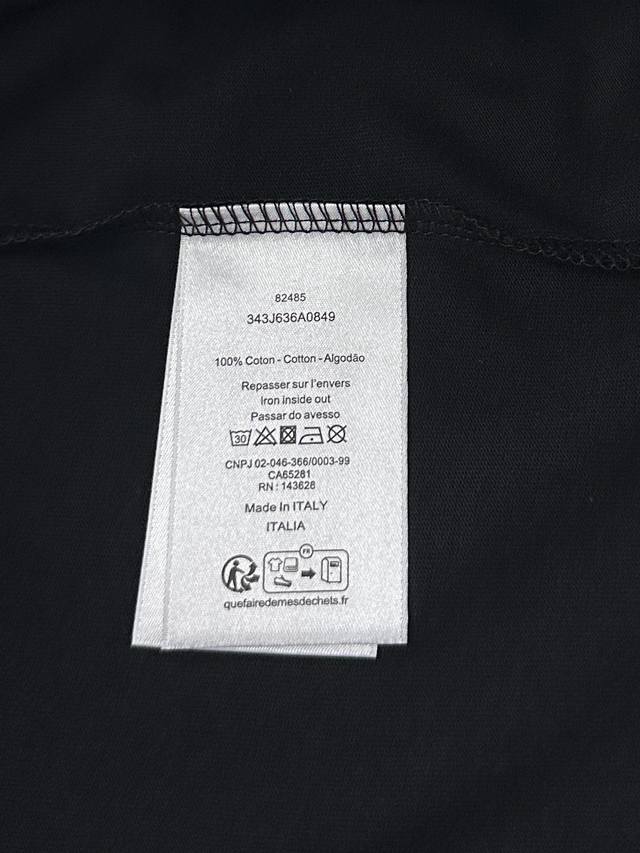 82485
343J636A0849
100% Coton - Cotton - Algodão
Repasser sur l'envers
Iron inside out
Passar do avesso
30
CNPJ 02-046-366/0003-99
CA65281
RN : 143628
Made In ITALY
ITALIA
FR
quefairedemesdechets.fr